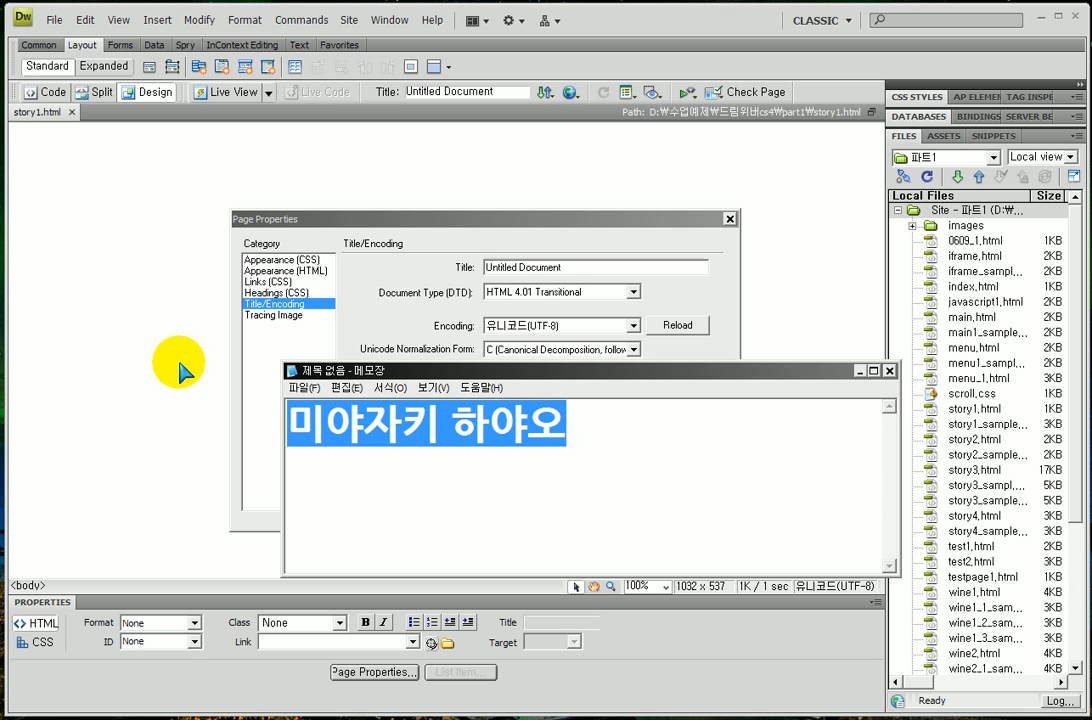 Dw File Edit View Insert Modify Format Commands Site Window Help CLASSIC
Common Layout Forms Data Spry InContext Editing Text Favorites
Standard Expanded
Code Split Design Live View Live Code Title: Untitled Document Check Page
story1.html Path: D:₩수업예제₩드림위버cs4₩part1₩story1.html
Page Properties
Category
Appearance (CSS)
Appearance (HTML)
Links (CSS)
Headings (CSS)
Title/Encoding
Tracing Image
Title/Encoding
Title: Untitled Document
Document Type (DTD): HTML 4.01 Transitional
Encoding: 유니코드(UTF-8) Reload
Unicode Normalization Form: C (Canonical Decomposition, follow
제목 없음 - 메모장
파일(F) 편집(E) 서식(O) 보기(V) 도움말(H)
미야자키 하야오
<body> 100% 1032 x 537 1K / 1 sec 유니코드(UTF-8)
PROPERTIES
HTML Format None Class None B I Title
CSS ID None Link Target
Page Properties... List Item...
CSS STYLES AP ELEMEN TAG INSPE
DATABASES BINDINGS SERVER BE
FILES ASSETS SNIPPETS
파트1 Local view
Local Files Size
Site - 파트1 (D:₩...
images
0609_1.html 1KB
iframe.html 2KB
iframe_sampl... 2KB
index.html 1KB
javascript1.html 1KB
main.html 1KB
main1_sample... 2KB
menu.html 1KB
menu1_sample... 1KB
menu_1.html 3KB
scroll.css 1KB
story1.html 1KB
story1_sample... 3KB
story2.html 2KB
story2_sample... 2KB
story3.html 17KB
story3_sampl... 5KB
story3_sample... 5KB
story4.html 3KB
story4_sample... 3KB
test1.html 2KB
test2.html 3KB
testpage1.html 1KB
wine1.html 4KB
wine1_1_sam... 3KB
wine1_2_sam... 3KB
wine1_3_sam... 3KB
wine2.html 4KB
wine2_1_sam... 4KB
Ready Log...